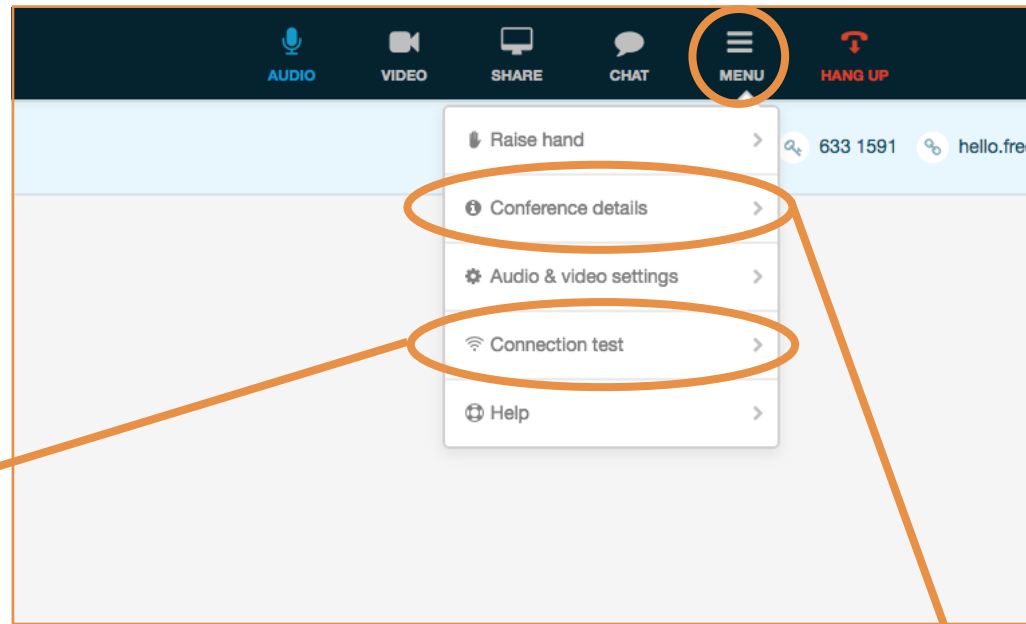 AUDIO VIDEO SHARE CHAT MENU HANG UP
Raise hand
633 1591 hello.free
Conference details
Audio & video settings
Connection test
Help